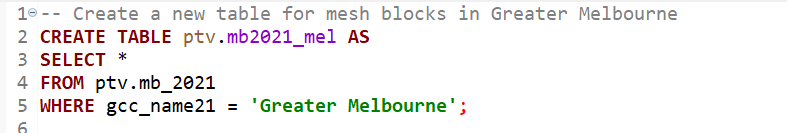 1 -- Create a new table for mesh blocks in Greater Melbourne
2 CREATE TABLE ptv.mb2021_mel AS
3 SELECT *
4 FROM ptv.mb_2021
5 WHERE gcc_name21 = 'Greater Melbourne';
6